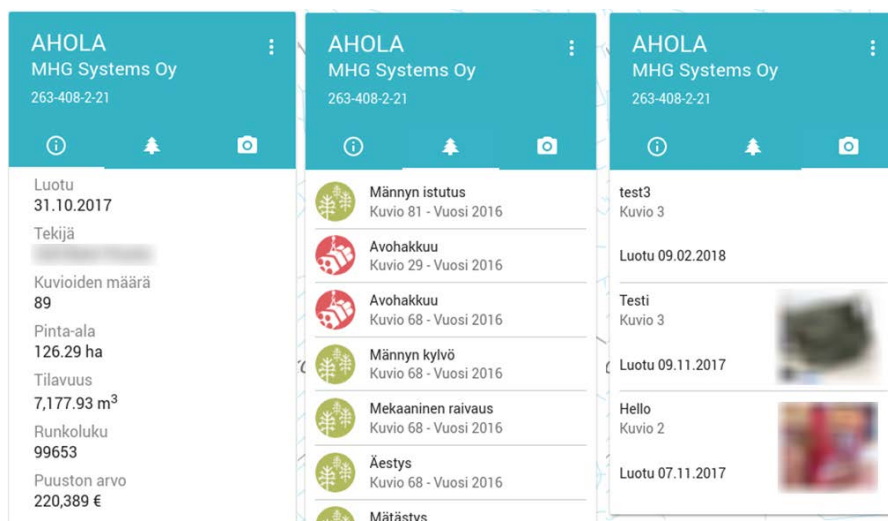 AHOLA
MHG Systems Oy
263-408-2-21
Luotu
31.10.2017
Tekijä
Kuvioiden määrä
89
Pinta-ala
126.29 ha
Tilavuus
7,177.93 m³
Runkoluku
99653
Puuston arvo
220,389 €
AHOLA
MHG Systems Oy
263-408-2-21
Männyn istutus
Kuvio 81 - Vuosi 2016
Avohakkuu
Kuvio 29 - Vuosi 2016
Avohakkuu
Kuvio 68 - Vuosi 2016
Männyn kylvö
Kuvio 68 - Vuosi 2016
Mekaaninen raivaus
Kuvio 68 - Vuosi 2016
Äestys
Kuvio 68 - Vuosi 2016
Mätästys
AHOLA
MHG Systems Oy
263-408-2-21
test3
Kuvio 3
Luotu 09.02.2018
Testi
Kuvio 3
Luotu 09.11.2017
Hello
Kuvio 2
Luotu 07.11.2017